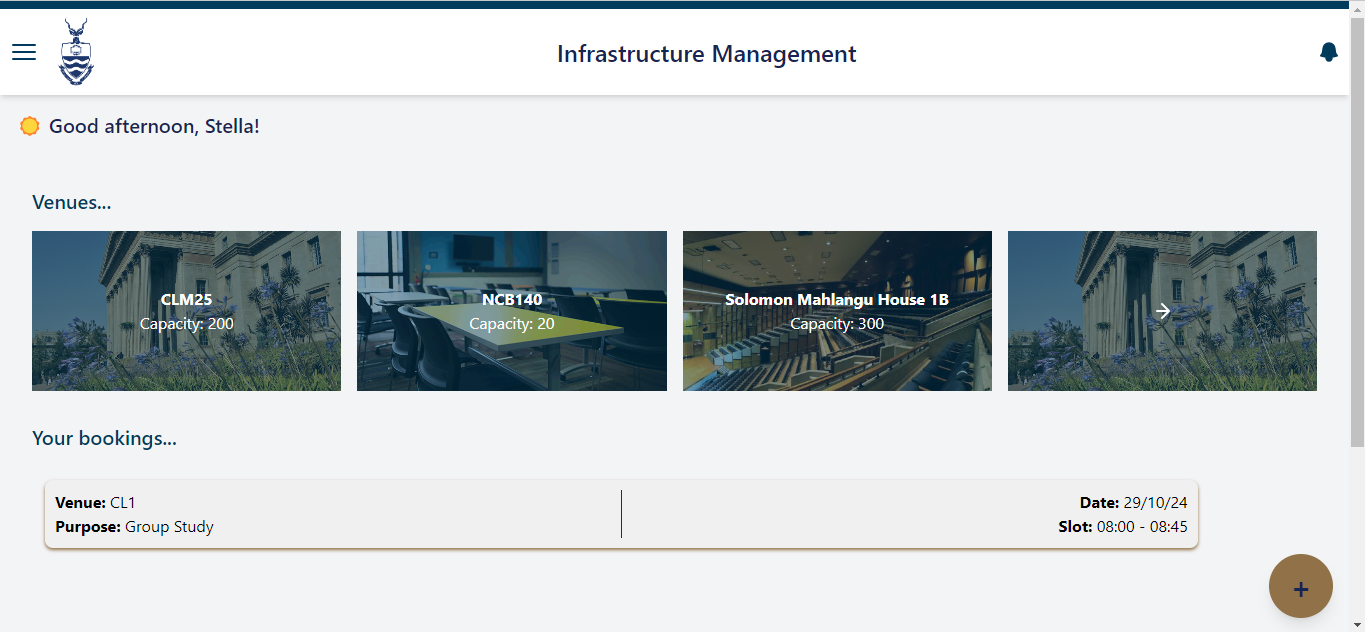 Infrastructure Management
Good afternoon, Stella!
Venues...
CLM25
Capacity: 200
NCB140
Capacity: 20
Solomon Mahlangu House 1B
Capacity: 300
Your bookings...
Venue: CL1
Purpose: Group Study
Date: 29/10/24
Slot: 08:00 - 08:45
+